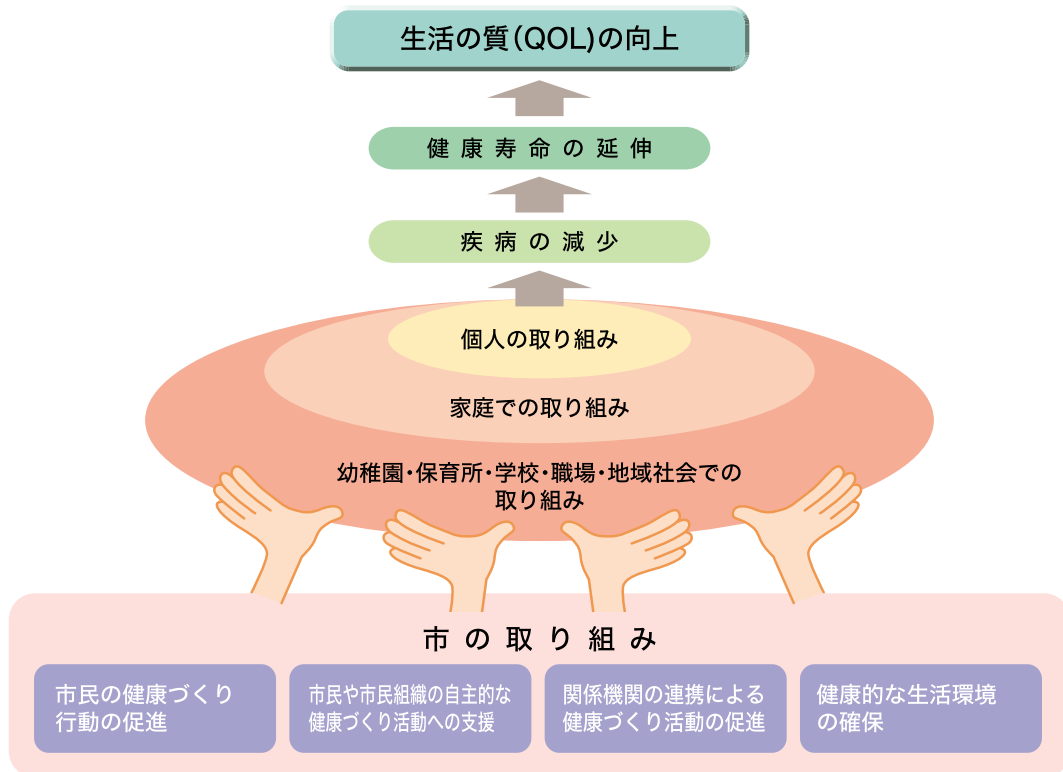 生活の質(QOL)の向上
健康寿命の延伸
疾病の減少
個人の取り組み
家庭での取り組み
幼稚園・保育所・学校・職場・地域社会での
取り組み
市の取り組み
市民の健康づくり
行動の促進
市民や市民組織の自主的な
健康づくり活動への支援
関係機関の連携による
健康づくり活動の促進
健康的な生活環境
の確保